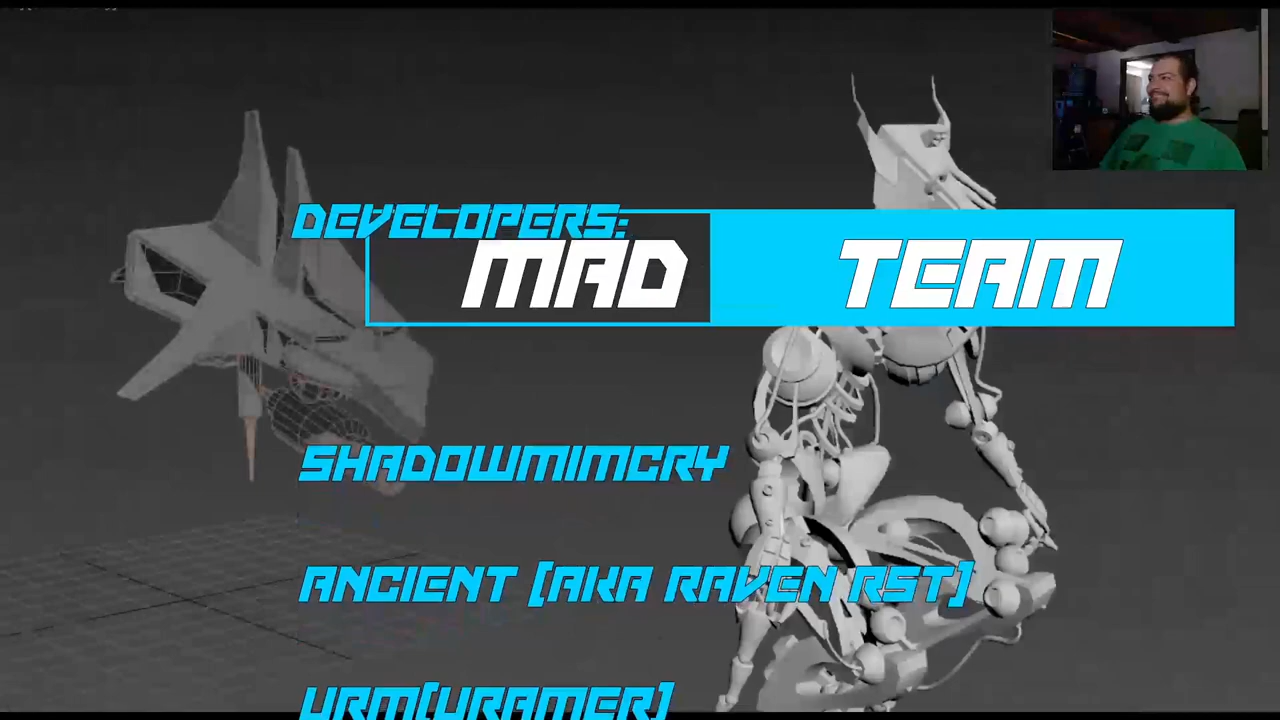 DEVELOPERS:
MAD TEAM
SHADOWMIMCRY
ANCIENT [AKA RAVEN RST]
URM[URAMER]